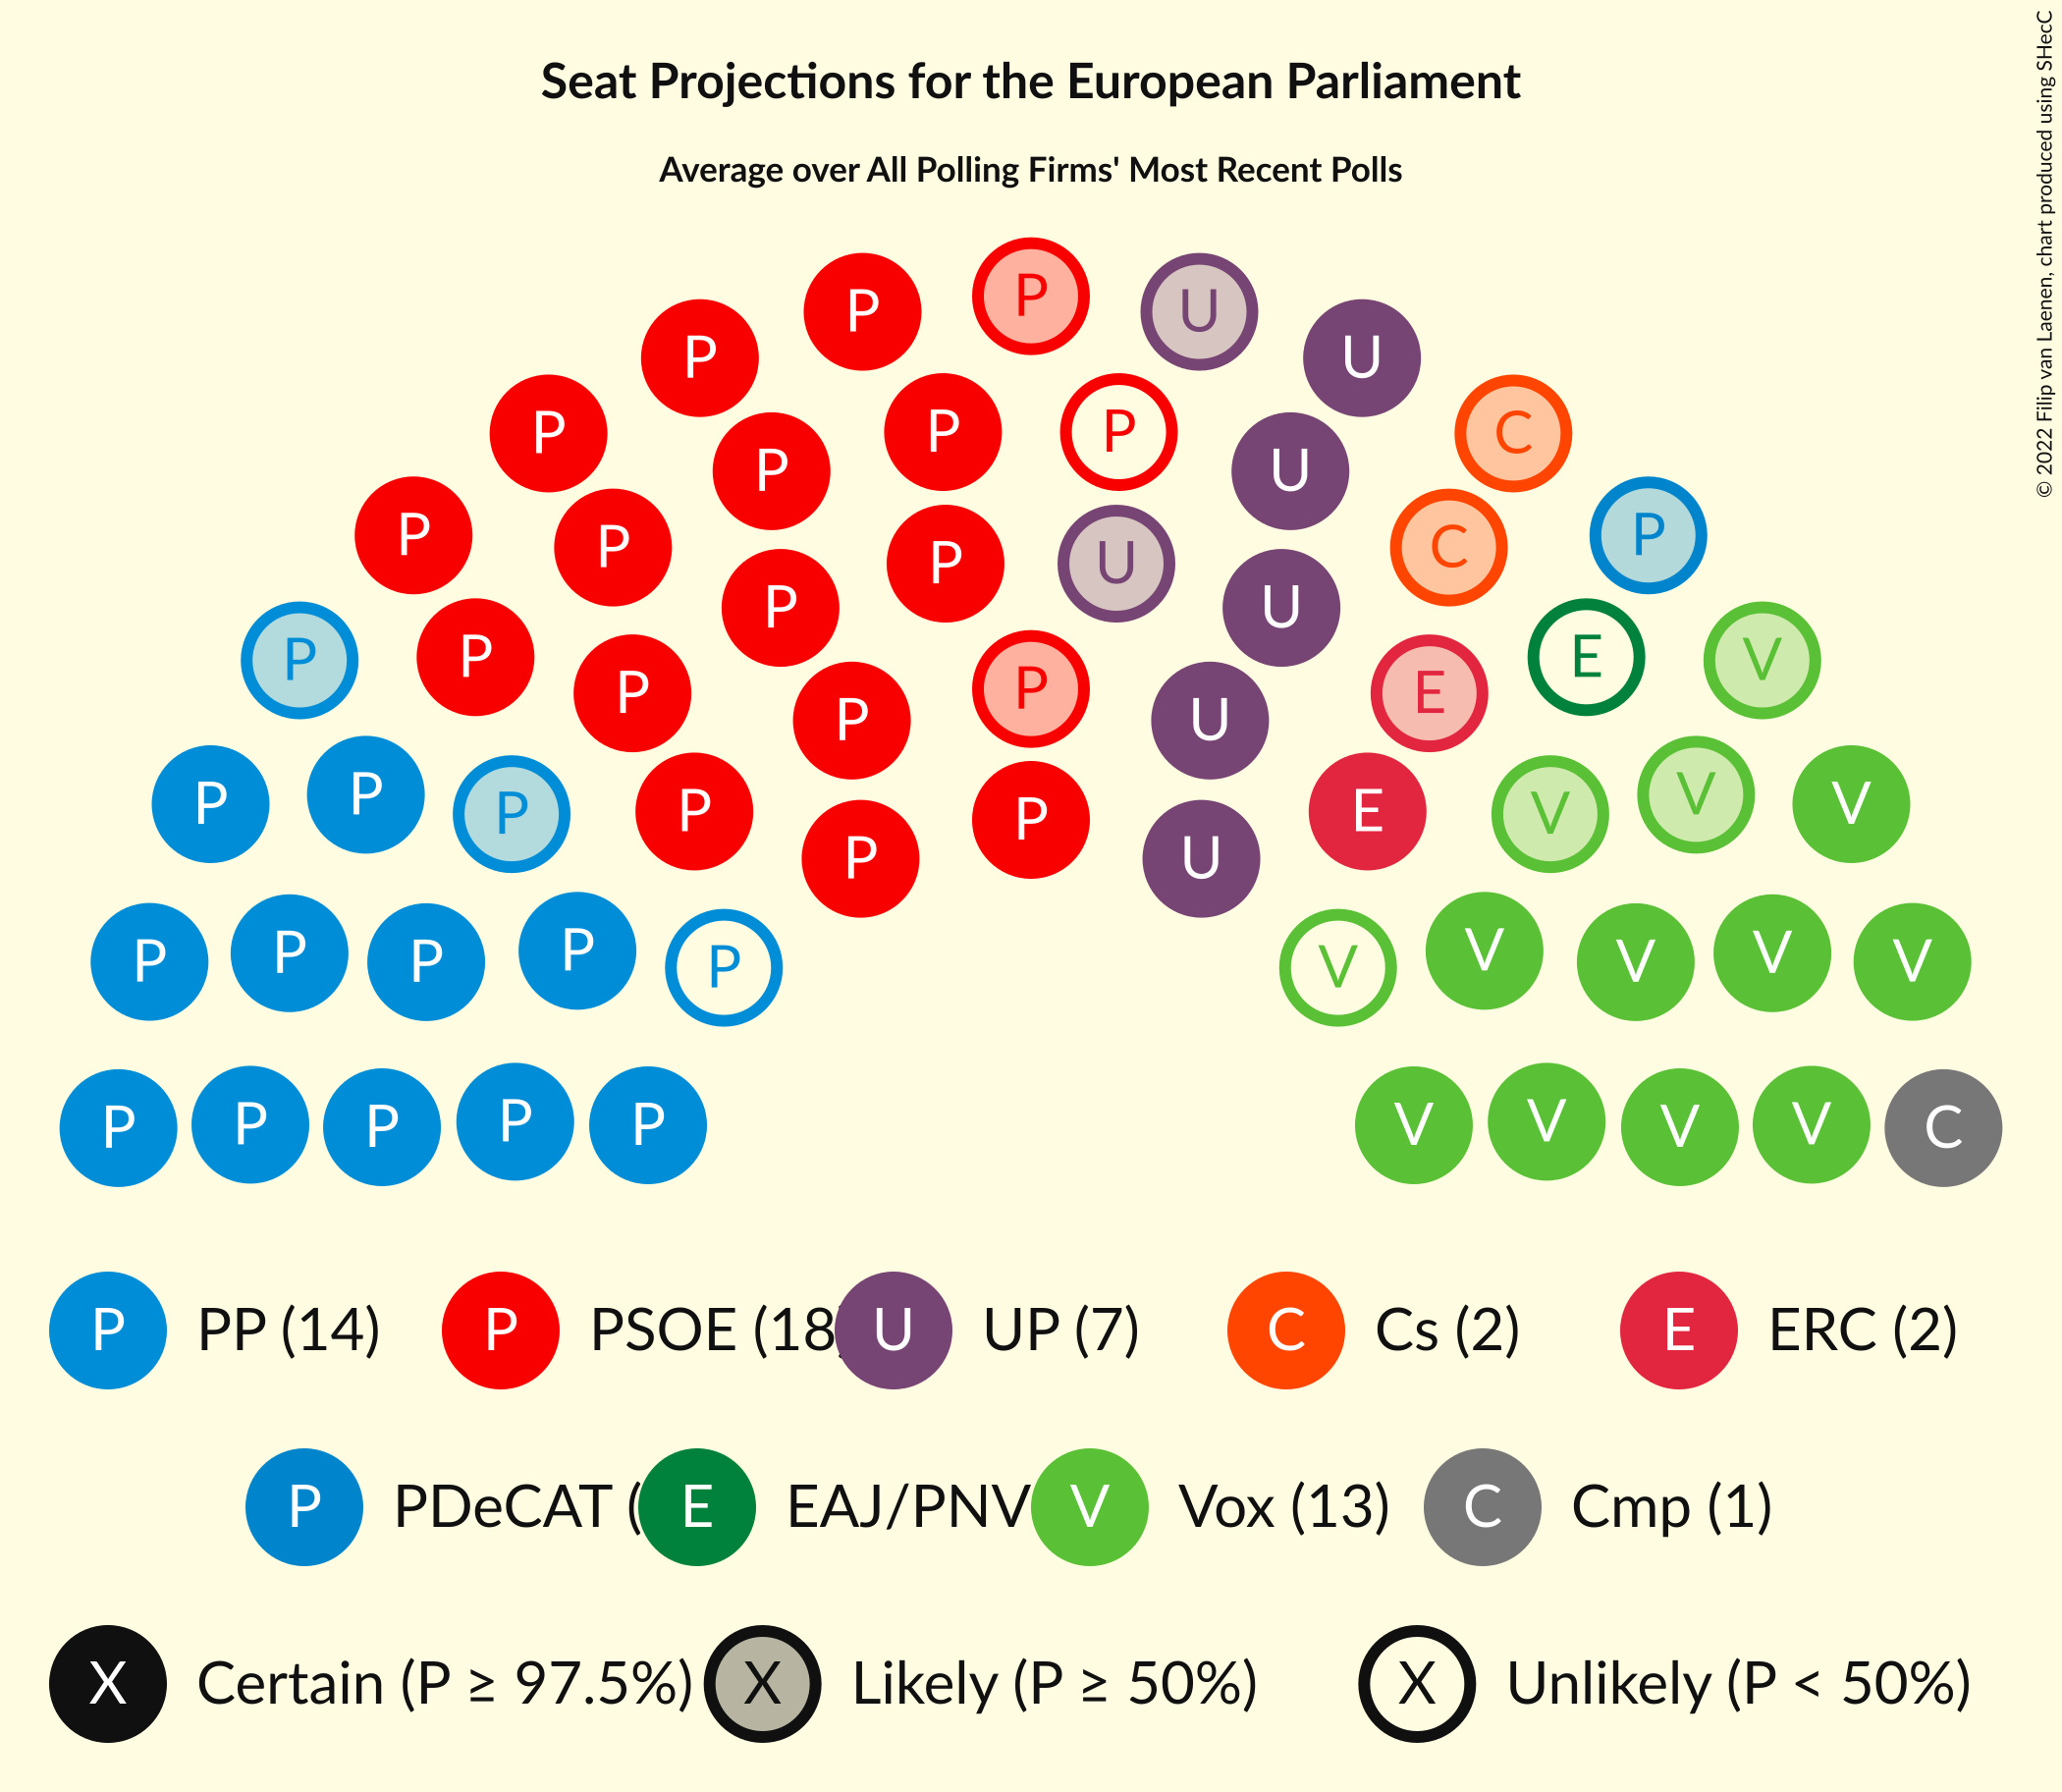 Seat Projections for the European Parliament
Average over All Polling Firms' Most Recent Polls
© 2022 Filip van Laenen, chart produced using SHecC
P
P U
P U
P P P C
P U
P P
P C
P U
P U
P P E V
P P E
P U
P P P P P E V V V
P U
P P P P P V V V V V
P P P P P V V V V C
P PP (14) P PSOE (18 U UP (7) C Cs (2) E ERC (2)
P PDeCAT ( E EAJ/PNV V Vox (13) C Cmp (1)
X Certain (P ≥ 97.5%) X Likely (P ≥ 50%) X Unlikely (P < 50%)